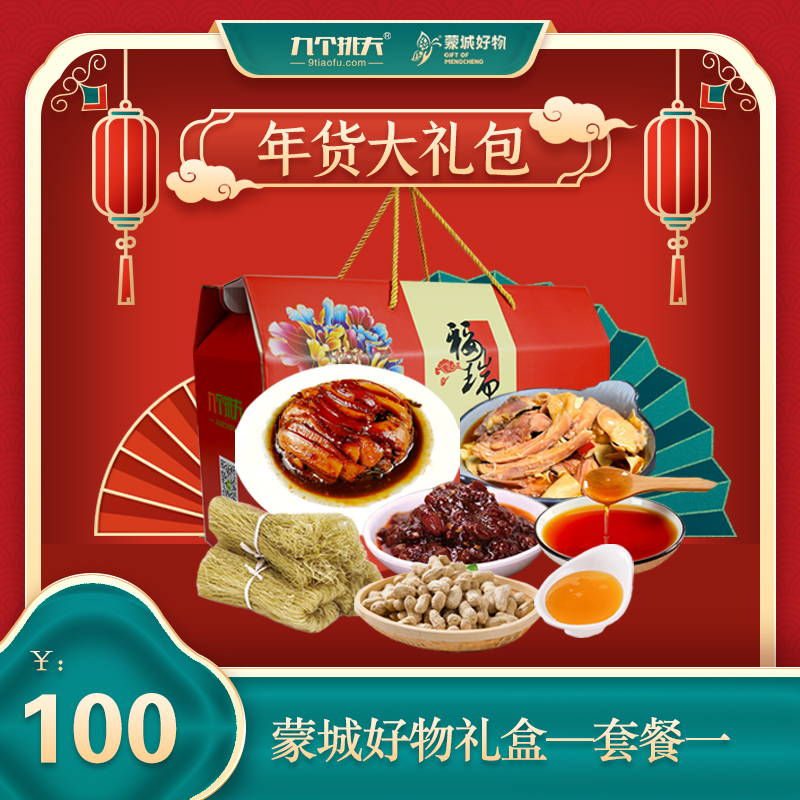 九个挑夫®
9tiaofu.com
蒙城好物
GIFT OF
MENGCHENG
年货大礼包
福瑞
九个挑夫
¥：
100
蒙城好物礼盒—套餐一